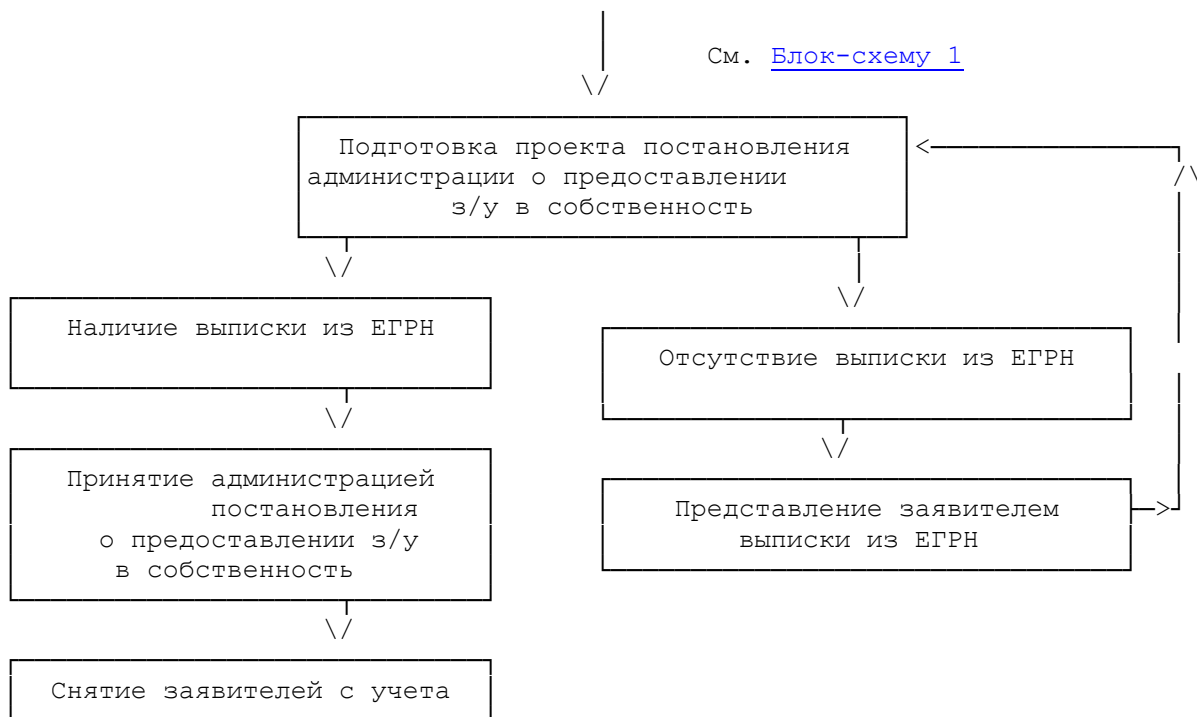 См. Блок-схему 1
Подготовка проекта постановления
администрации о предоставлении
з/у в собственность
Наличие выписки из ЕГРН
Отсутствие выписки из ЕГРН
Принятие администрацией
постановления
о предоставлении з/у
в собственность
Представление заявителем
выписки из ЕГРН
Снятие заявителей с учета